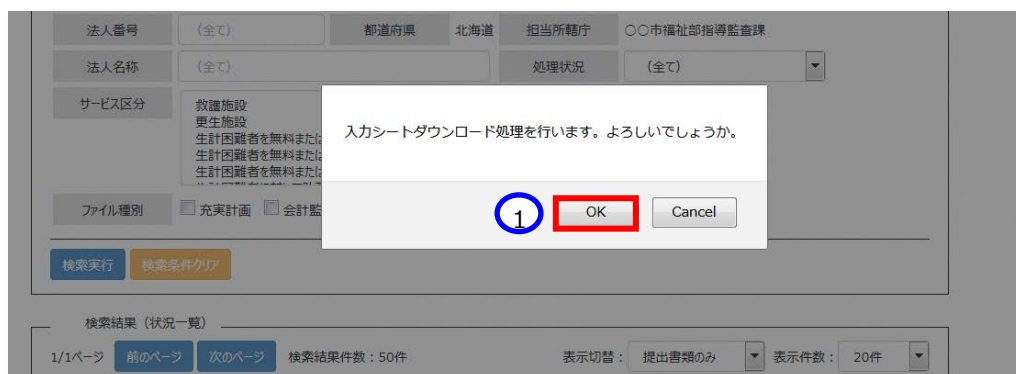 法人番号 (全て) 都道府県 北海道 担当所轄庁 〇〇市福祉部指導監査課
法人名称 (全て) 処理状況 (全て)
サービス区分 救護施設
更生施設
生計困難者を無料または
生計困難者を無料または
生計困難者を無料または
入力シートダウンロード処理を行います。よろしいでしょうか。
1 OK Cancel
ファイル種別 充実計画 会計監
検索実行 検索条件クリア
検索結果(状況一覧)
1/1ページ 前のページ 次のページ 検索結果件数:50件 表示切替: 提出書類のみ 表示件数: 20件